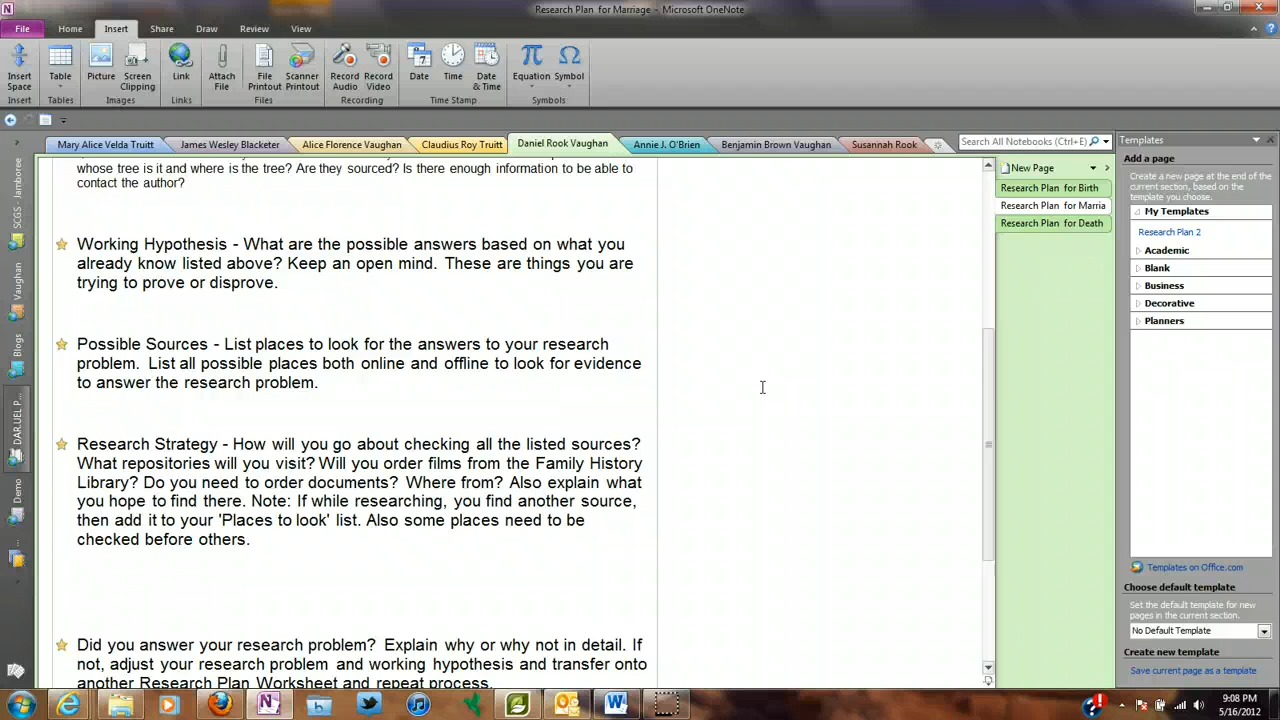 Research Plan for Marriage - Microsoft OneNote
File Home Insert Share Draw Review View
Insert Space
Table
Picture
Screen Clipping
Link
Attach File
File Printout
Scanner Printout
Record Audio
Record Video
Date
Time
Date & Time
Equation
Symbol
Insert Tables Images Links Files Recording Time Stamp Symbols
Mary Alice Velda Truitt James Wesley Blacketer Alice Florence Vaughan Claudius Roy Truitt Daniel Rook Vaughan Annie J. O'Brien Benjamin Brown Vaughan Susannah Rook
Search All Notebooks (Ctrl+E)
SCGS - Jamboree
Vaughan
Blogs
DAR.UEL P...
Demo
whose tree is it and where is the tree? Are they sourced? Is there enough information to be able to
contact the author?
Working Hypothesis - What are the possible answers based on what you
already know listed above? Keep an open mind. These are things you are
trying to prove or disprove.
Possible Sources - List places to look for the answers to your research
problem. List all possible places both online and offline to look for evidence
to answer the research problem.
Research Strategy - How will you go about checking all the listed sources?
What repositories will you visit? Will you order films from the Family History
Library? Do you need to order documents? Where from? Also explain what
you hope to find there. Note: If while researching, you find another source,
then add it to your 'Places to look' list. Also some places need to be
checked before others.
Did you answer your research problem? Explain why or why not in detail. If
not, adjust your research problem and working hypothesis and transfer onto
another Research Plan Worksheet and repeat process.
New Page
Research Plan for Birth
Research Plan for Marria
Research Plan for Death
Templates
Add a page
Create a new page at the end of the
current section, based on the
template you choose.
My Templates
Research Plan 2
Academic
Blank
Business
Decorative
Planners
Templates on Office.com
Choose default template
Set the default template for new
pages in the current section.
No Default Template
Create new template
Save current page as a template
9:08 PM
5/16/2012